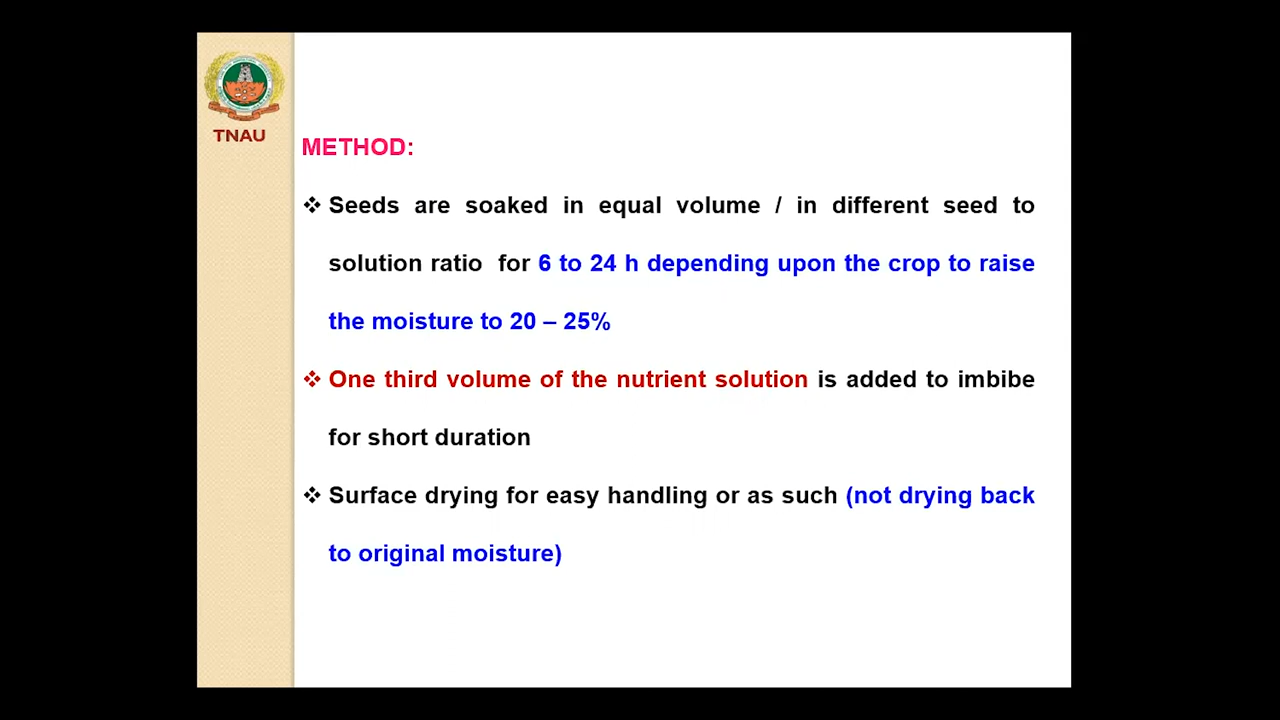 TNAU
METHOD:
❖ Seeds are soaked in equal volume / in different seed to
solution ratio for 6 to 24 h depending upon the crop to raise
the moisture to 20 – 25%
❖ One third volume of the nutrient solution is added to imbibe
for short duration
❖ Surface drying for easy handling or as such (not drying back
to original moisture)